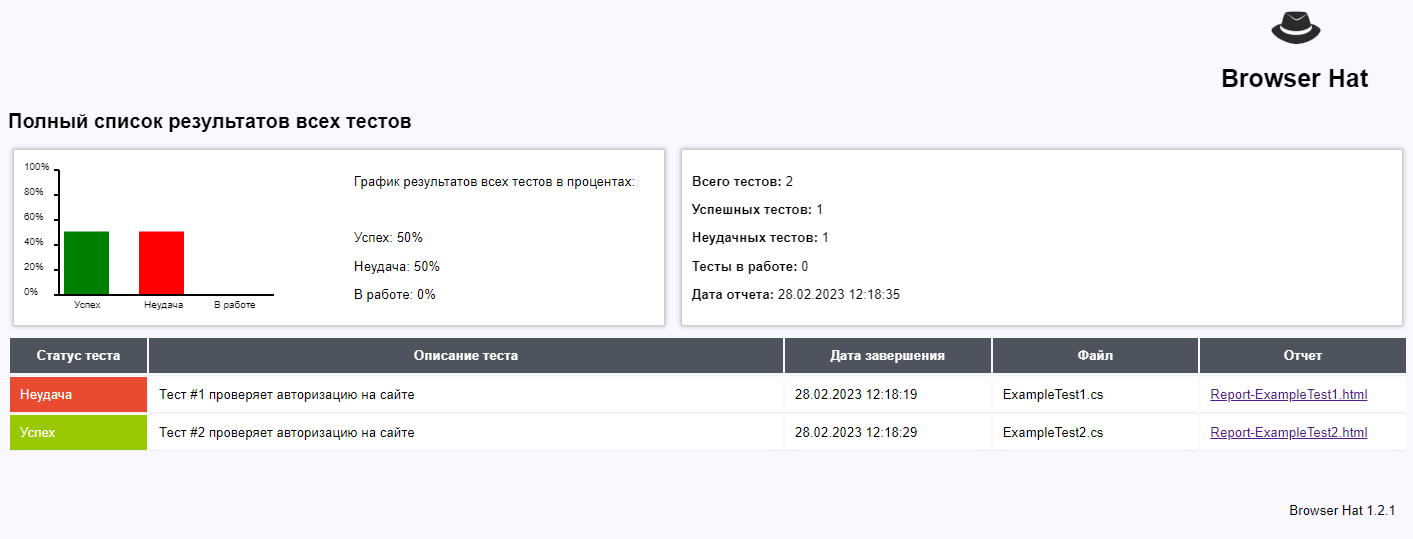 Browser Hat
Полный список результатов всех тестов
100%
80%
60%
40%
20%
0%
Успех Неудача В работе
График результатов всех тестов в процентах:
Успех: 50%
Неудача: 50%
В работе: 0%
Всего тестов: 2
Успешных тестов: 1
Неудачных тестов: 1
Тесты в работе: 0
Дата отчета: 28.02.2023 12:18:35
Статус теста Описание теста Дата завершения Файл Отчет
Неудача Тест #1 проверяет авторизацию на сайте 28.02.2023 12:18:19 ExampleTest1.cs Report-ExampleTest1.html
Успех Тест #2 проверяет авторизацию на сайте 28.02.2023 12:18:29 ExampleTest2.cs Report-ExampleTest2.html
Browser Hat 1.2.1